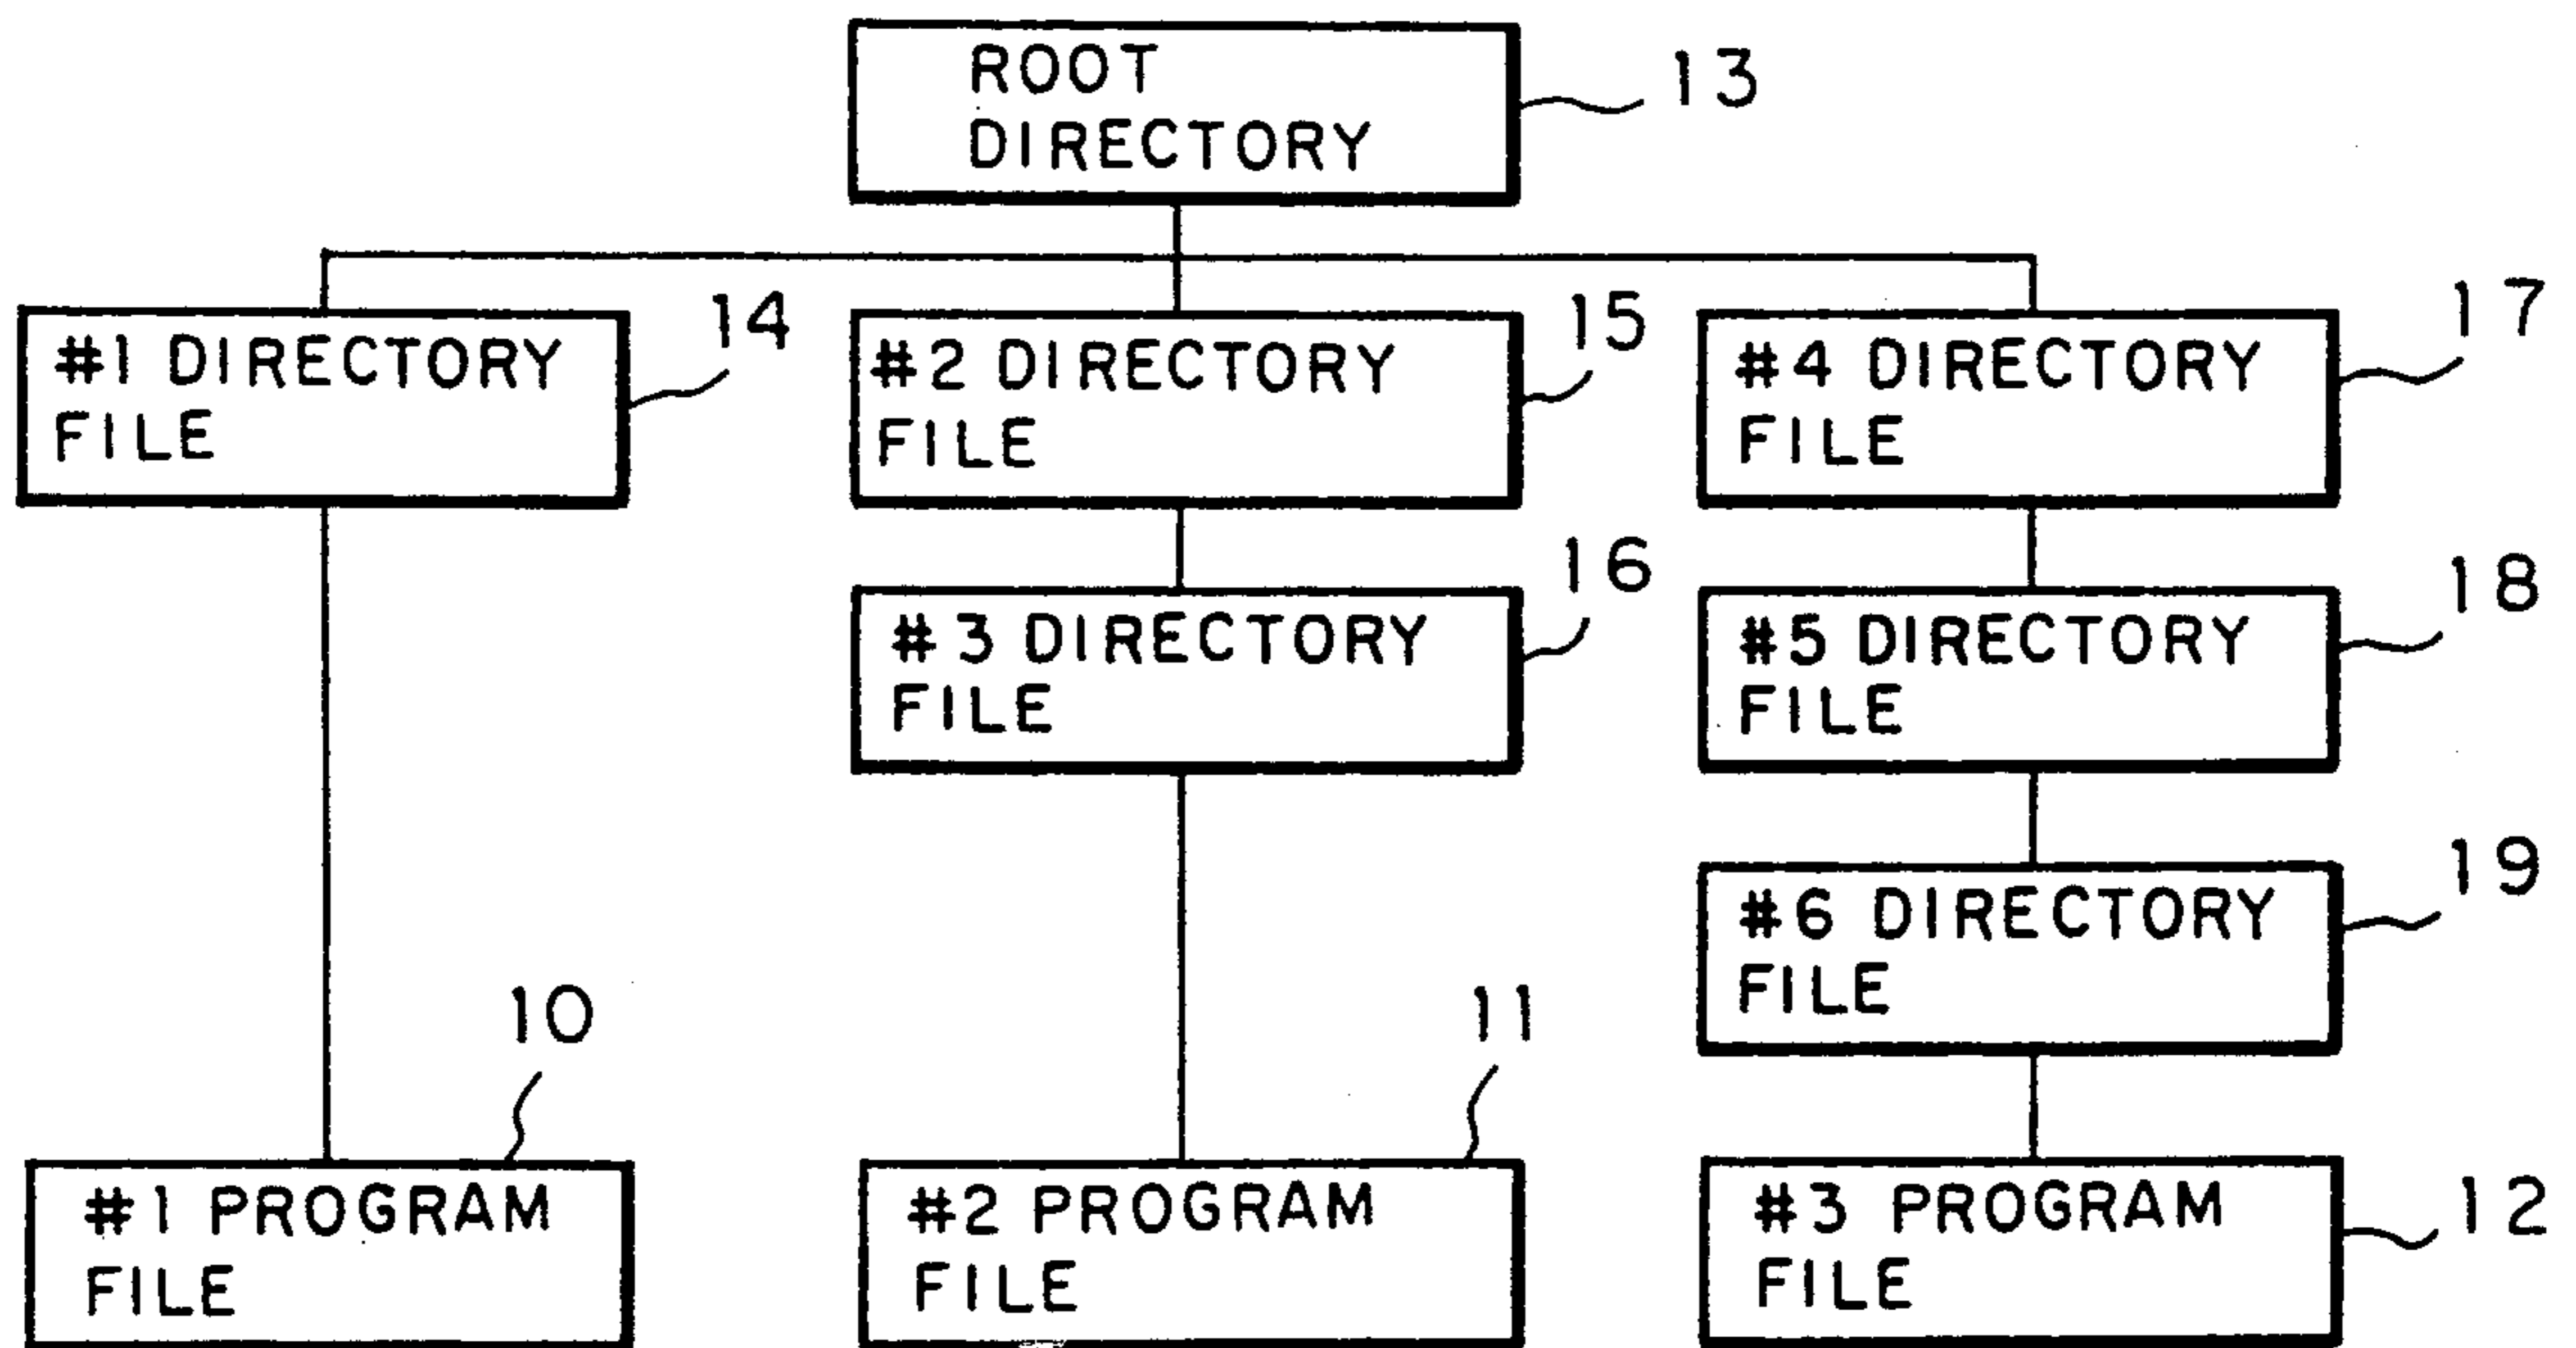 ROOT
DIRECTORY
13
#1 DIRECTORY
FILE
14
#2 DIRECTORY
FILE
15
#4 DIRECTORY
FILE
17
#3 DIRECTORY
FILE
16
#5 DIRECTORY
FILE
18
#6 DIRECTORY
FILE
19
10
#1 PROGRAM
FILE
11
#2 PROGRAM
FILE
#3 PROGRAM
FILE
12